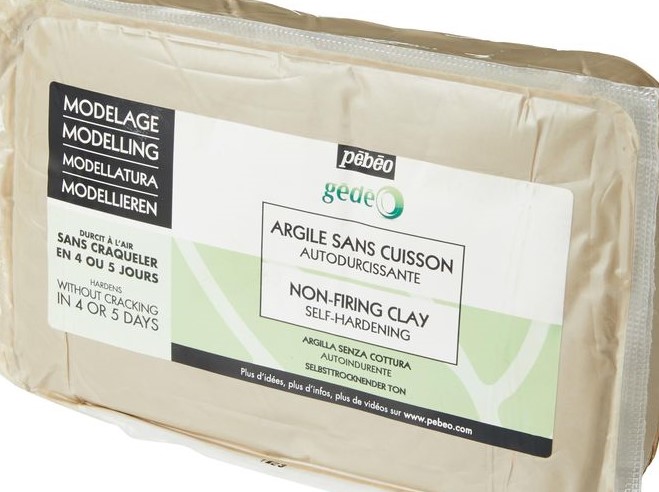 MODELAGE
MODELLING
MODELLATURA
MODELLIEREN
DURCIT À L'AIR
SANS CRAQUELER
EN 4 OU 5 JOURS
HARDENS
WITHOUT CRACKING
IN 4 OR 5 DAYS
pēbēo
gédéo
ARGILE SANS CUISSON
AUTODURCISSANTE
NON-FIRING CLAY
SELF-HARDENING
ARGILLA SENZA COTTURA
AUTOINDURENTE
SELBSTTROCKNENDER TON
Plus d'idées, plus d'infos, plus de vidéos sur www.pebeo.com